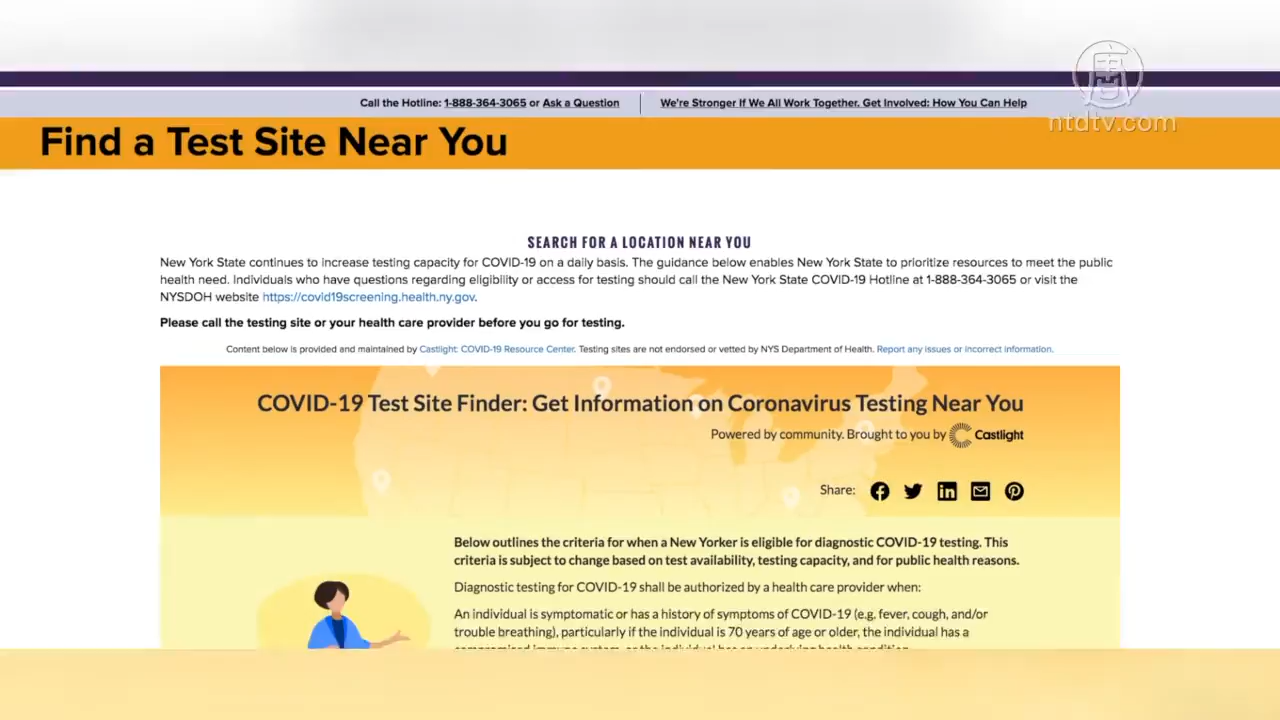 唐
ntdtv.com
Call the Hotline: 1-888-364-3065 or Ask a Question
We're Stronger If We All Work Together. Get Involved: How You Can Help
Find a Test Site Near You
SEARCH FOR A LOCATION NEAR YOU
New York State continues to increase testing capacity for COVID-19 on a daily basis. The guidance below enables New York State to prioritize resources to meet the public
health need. Individuals who have questions regarding eligibility or access for testing should call the New York State COVID-19 Hotline at 1-888-364-3065 or visit the
NYSDOH website https://covid19screening.health.ny.gov.
Please call the testing site or your health care provider before you go for testing.
Content below is provided and maintained by Castlight: COVID-19 Resource Center. Testing sites are not endorsed or vetted by NYS Department of Health. Report any issues or incorrect information.
COVID-19 Test Site Finder: Get Information on Coronavirus Testing Near You
Powered by community. Brought to you by Castlight
Share:
Below outlines the criteria for when a New Yorker is eligible for diagnostic COVID-19 testing. This
criteria is subject to change based on test availability, testing capacity, and for public health reasons.
Diagnostic testing for COVID-19 shall be authorized by a health care provider when:
An individual is symptomatic or has a history of symptoms of COVID-19 (e.g, fever, cough, and/or
trouble breathing), particularly if the individual is 70 years of age or older, the individual has a